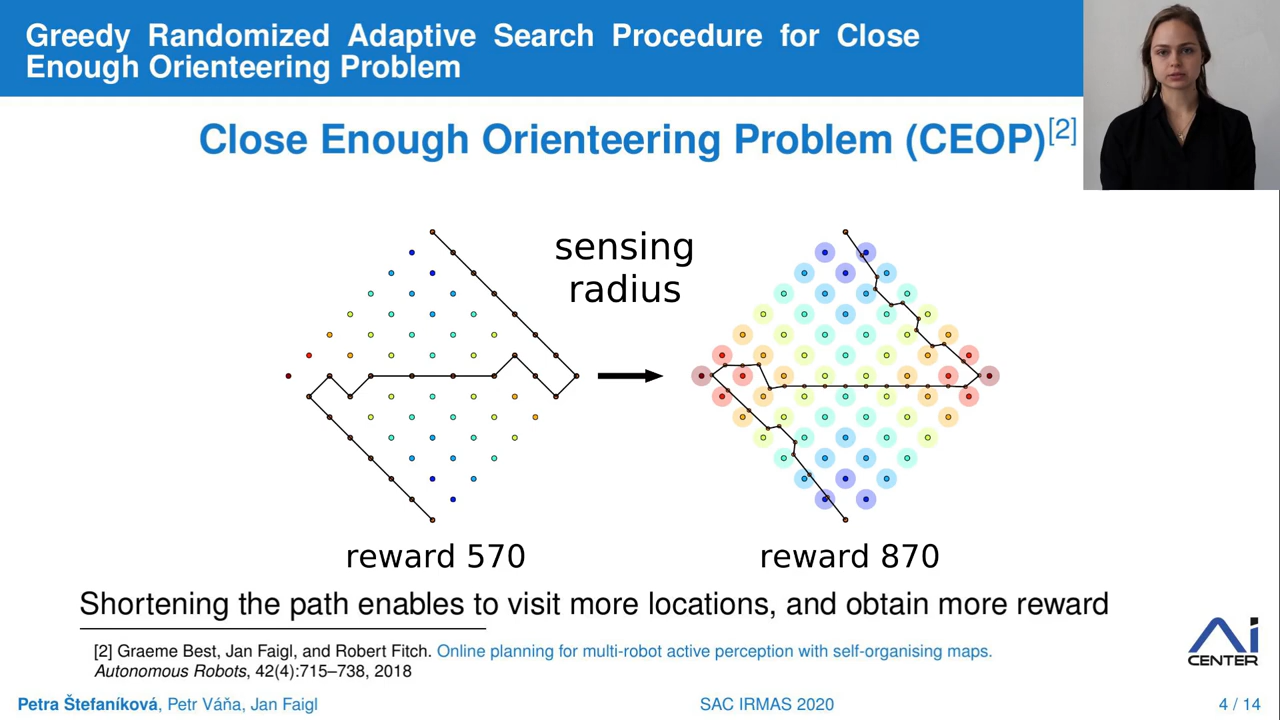 Greedy Randomized Adaptive Search Procedure for Close
Enough Orienteering Problem
Close Enough Orienteering Problem (CEOP)[2]
sensing
radius
reward 570
reward 870
Shortening the path enables to visit more locations, and obtain more reward
[2] Graeme Best, Jan Faigl, and Robert Fitch. Online planning for multi-robot active perception with self-organising maps.
Autonomous Robots, 42(4):715–738, 2018
Ai
CENTER
Petra Štefaníková, Petr Váňa, Jan Faigl
SAC IRMAS 2020
4 / 14